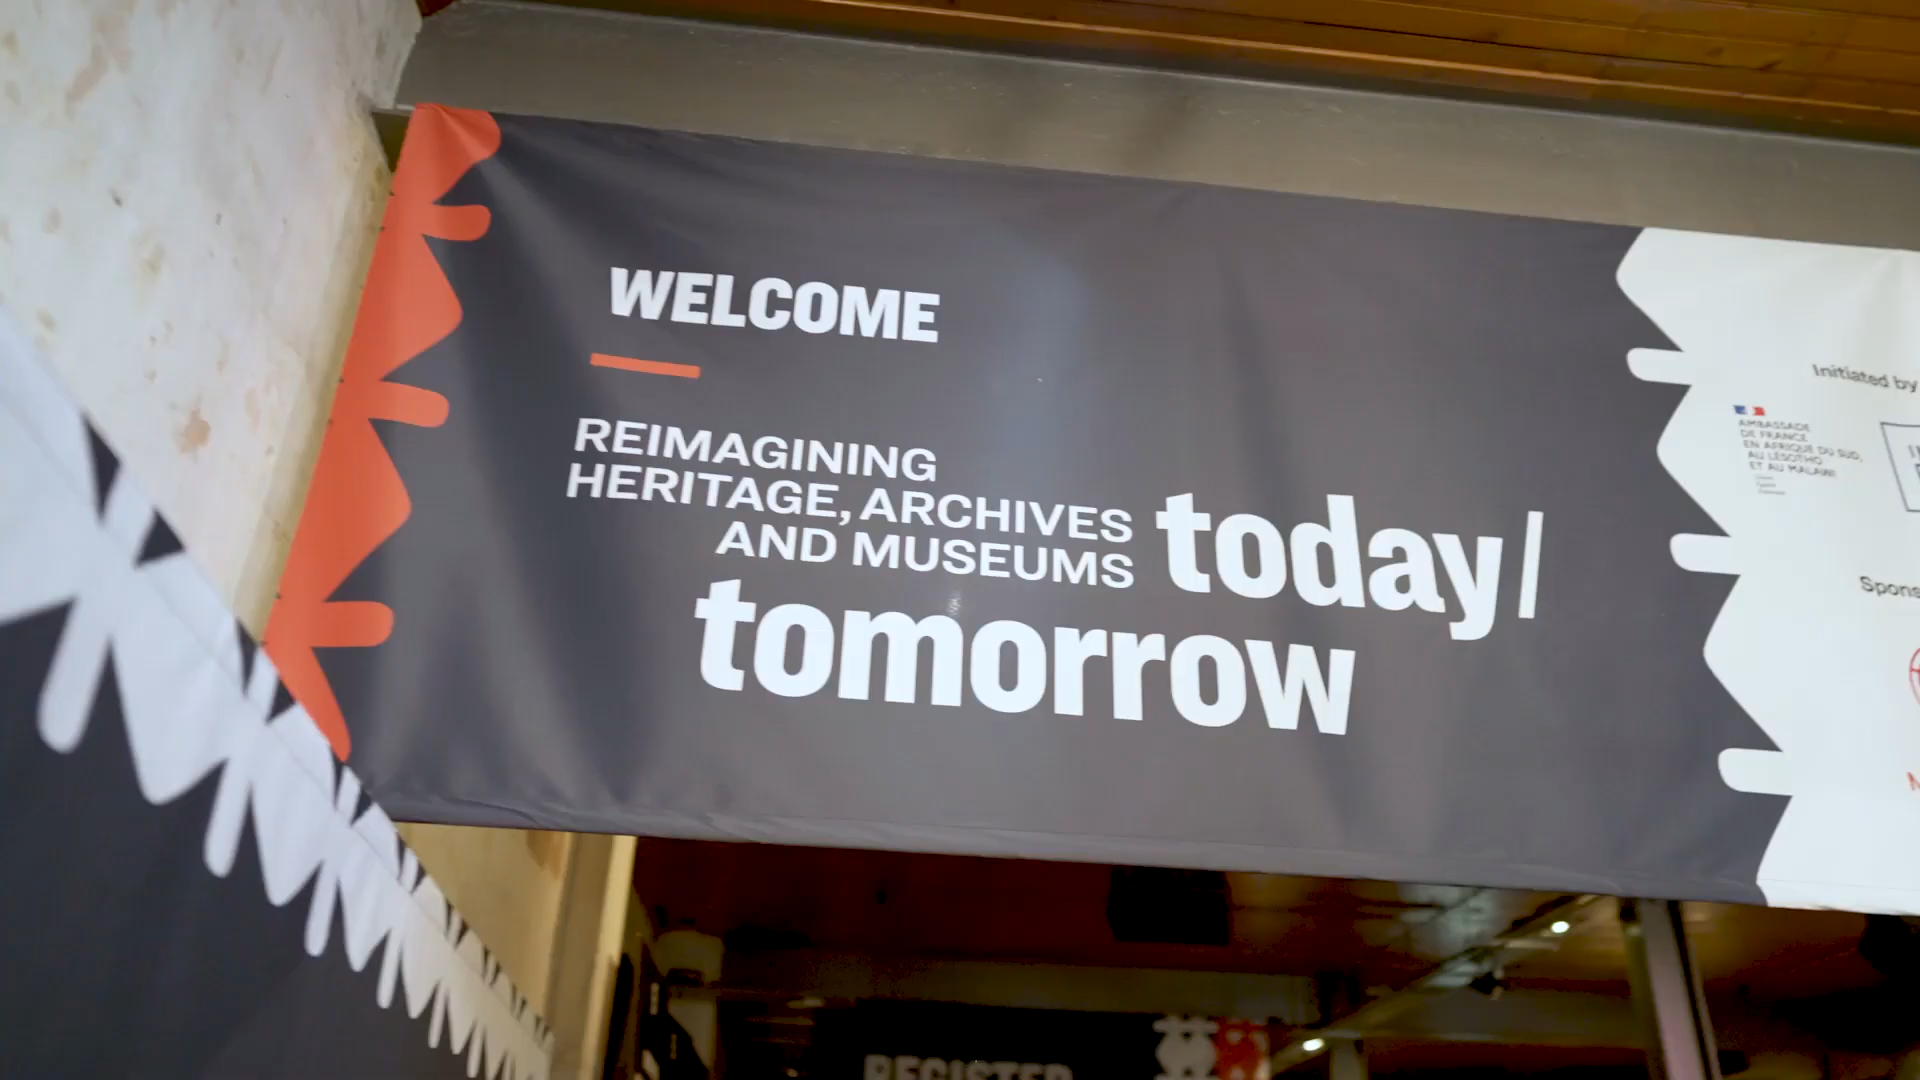 WELCOME
REIMAGINING
HERITAGE, ARCHIVES
AND MUSEUMS today/
tomorrow
Initiated by
AMBASSADE
DE FRANCE
EN AFRIQUE DU SUD,
AU LESOTHO
ET AU MALAWI
REGISTER